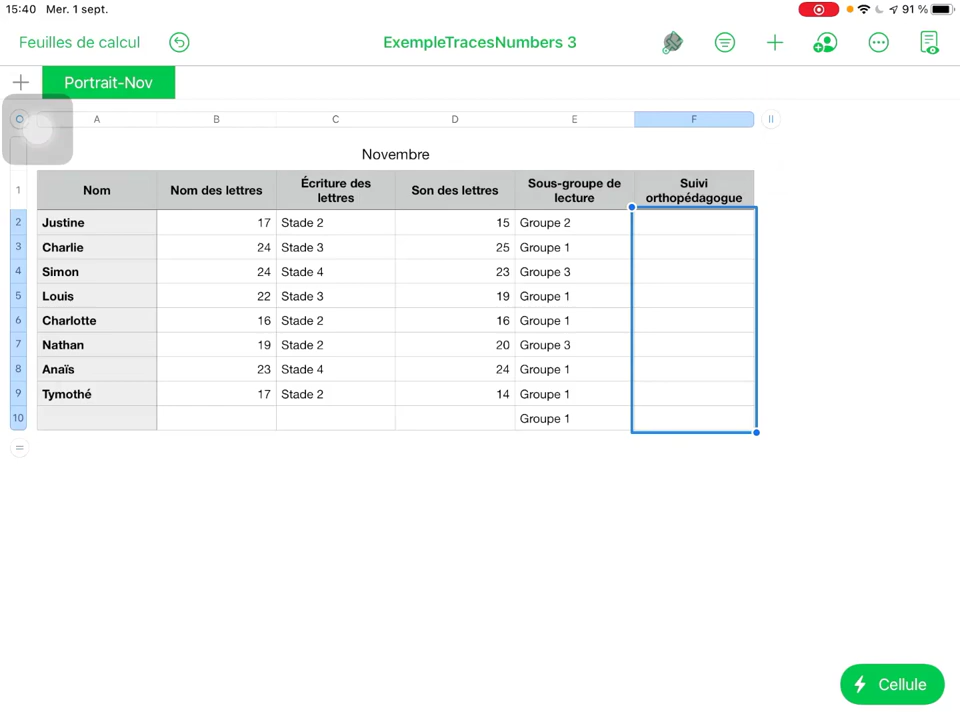 15:40 Mer. 1 sept. 91 %
Feuilles de calcul ExempleTracesNumbers 3
Portrait-Nov
A B C D E F
Novembre
1 Nom Nom des lettres Écriture des lettres Son des lettres Sous-groupe de lecture Suivi orthopédagogue
2 Justine 17 Stade 2 15 Groupe 2
3 Charlie 24 Stade 3 25 Groupe 1
4 Simon 24 Stade 4 23 Groupe 3
5 Louis 22 Stade 3 19 Groupe 1
6 Charlotte 16 Stade 2 16 Groupe 1
7 Nathan 19 Stade 2 20 Groupe 3
8 Anaïs 23 Stade 4 24 Groupe 1
9 Tymothé 17 Stade 2 14 Groupe 1
10 Groupe 1
Cellule